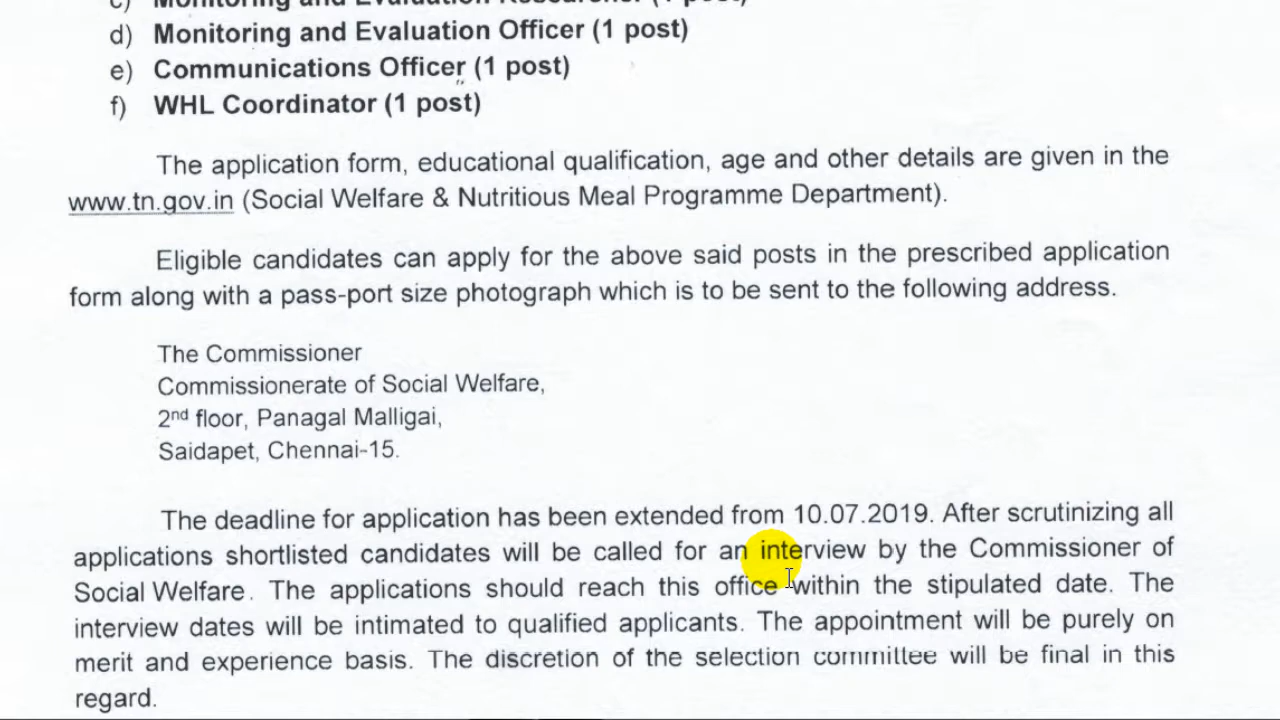 c) Monitoring and Evaluation Researcher (1 post)
d) Monitoring and Evaluation Officer (1 post)
e) Communications Officer (1 post)
f) WHL Coordinator (1 post)
The application form, educational qualification, age and other details are given in the
www.tn.gov.in (Social Welfare & Nutritious Meal Programme Department).
Eligible candidates can apply for the above said posts in the prescribed application
form along with a pass-port size photograph which is to be sent to the following address.
The Commissioner
Commissionerate of Social Welfare,
2nd floor, Panagal Malligai,
Saidapet, Chennai-15.
The deadline for application has been extended from 10.07.2019. After scrutinizing all
applications shortlisted candidates will be called for an interview by the Commissioner of
Social Welfare. The applications should reach this office within the stipulated date. The
interview dates will be intimated to qualified applicants. The appointment will be purely on
merit and experience basis. The discretion of the selection committee will be final in this
regard.